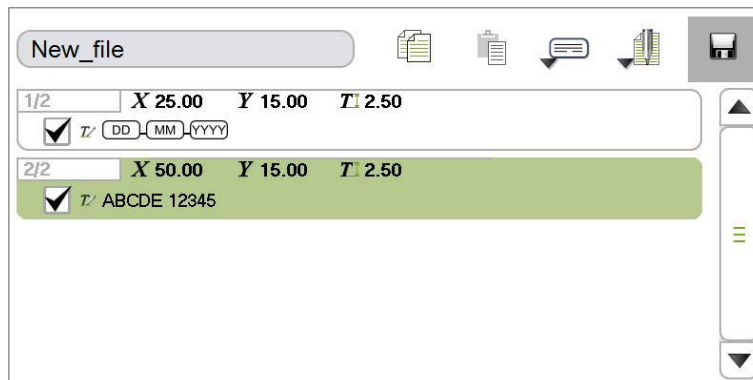 New_file
1/2 X 25.00 Y 15.00 T 2.50
T DD-MM-YYYY
2/2 X 50.00 Y 15.00 T 2.50
T ABCDE 12345